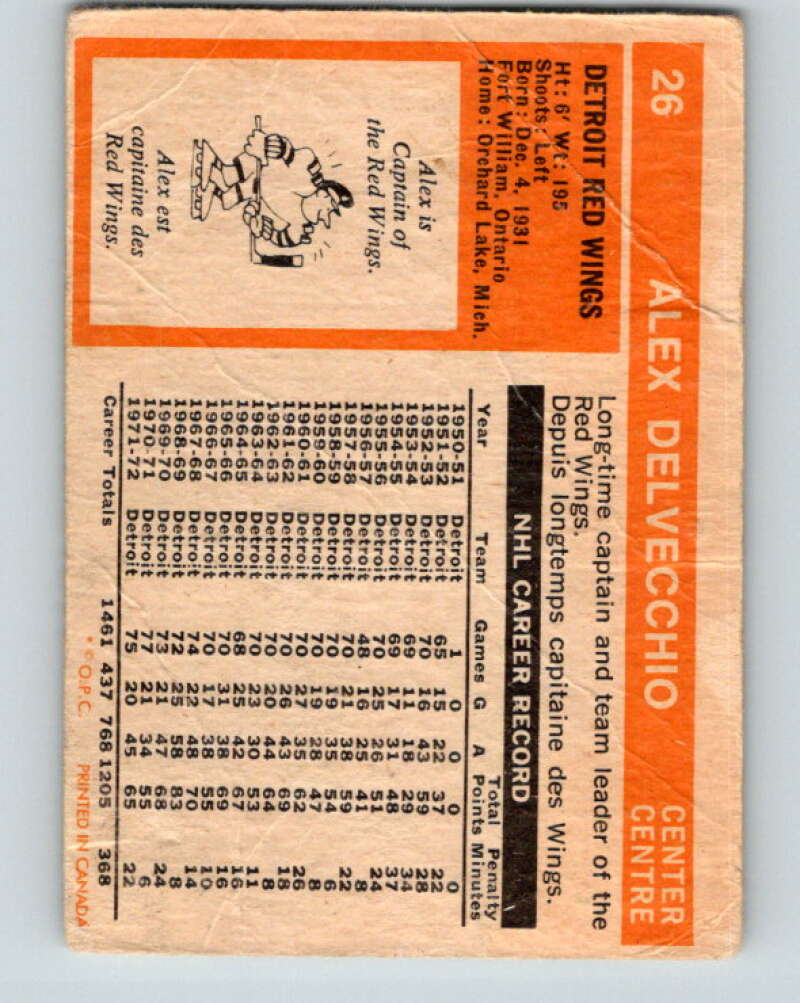 26 ALEX DELVECCHIO CENTER
CENTRE
DETROIT RED WINGS
Ht: 6' Wt: 195
Shoots: Left
Born: Dec. 4, 1931
Fort William, Ontario
Home: Orchard Lake, Mich.
Alex is
Captain of
the Red Wings.
Alex est
capitaine des
Red Wings.
Long-time captain and team leader of the
Red Wings.
Depuis longtemps capitaine des Wings.
NHL CAREER RECORD
Total Penalty
Year Team Games G A Points Minutes
1950-51 Detroit 1 0 0 0 0
1951-52 Detroit 65 15 22 37 22
1952-53 Detroit 70 16 43 59 28
1953-54 Detroit 69 11 18 29 34
1954-55 Detroit 69 17 31 48 37
1955-56 Detroit 70 25 26 51 24
1956-57 Detroit 48 16 25 41 8
1957-58 Detroit 70 21 38 59 22
1958-59 Detroit 70 19 35 54 6
1959-60 Detroit 70 19 28 47 8
1960-61 Detroit 70 27 35 62 26
1961-62 Detroit 70 26 43 69 18
1962-63 Detroit 70 20 44 64 8
1963-64 Detroit 70 23 30 53 11
1964-65 Detroit 68 25 42 67 16
1965-66 Detroit 70 31 38 69 16
1966-67 Detroit 70 17 38 55 10
1967-68 Detroit 74 22 48 70 14
1968-69 Detroit 72 25 58 83 8
1969-70 Detroit 73 21 47 68 24
1970-71 Detroit 77 21 34 55 6
1971-72 Detroit 75 20 45 65 22
Career Totals 1461 437 768 1205 368
* © O.P.C. PRINTED IN CANADA